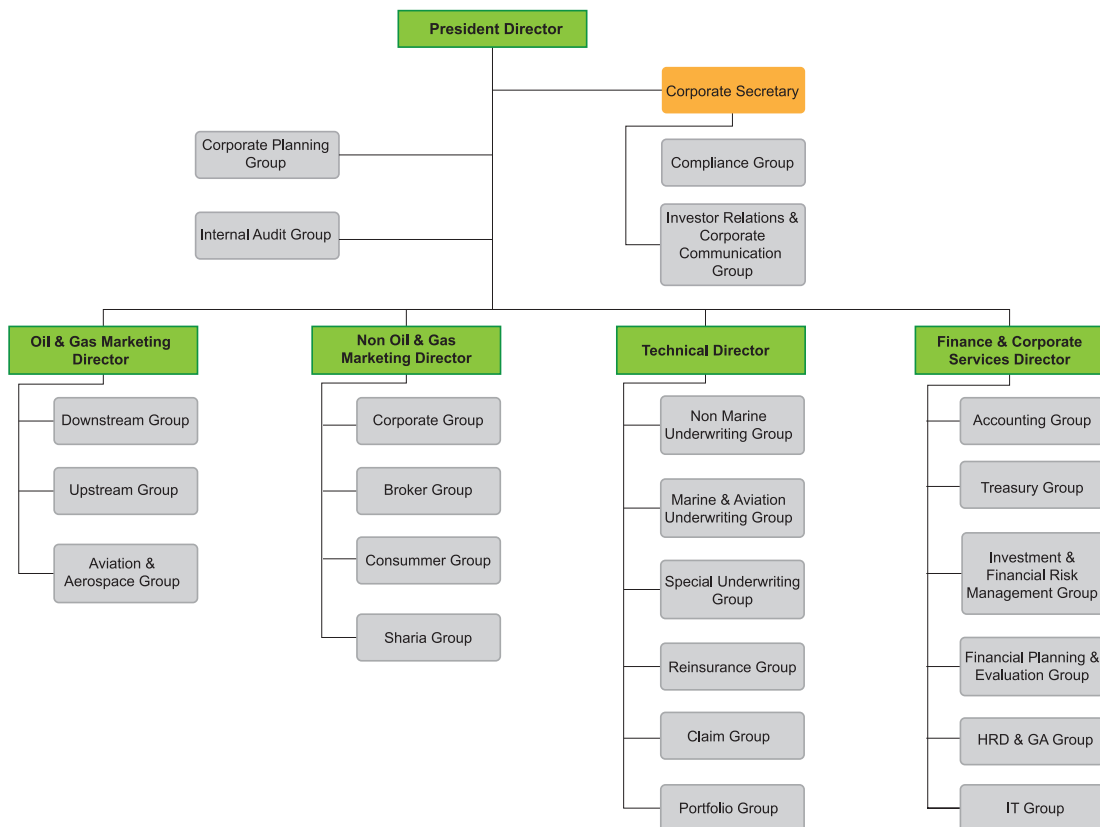 President Director
Corporate Secretary
Corporate Planning
Group
Compliance Group
Internal Audit Group
Investor Relations &
Corporate
Communication
Group
Oil & Gas Marketing
Director
Downstream Group
Upstream Group
Aviation &
Aerospace Group
Non Oil & Gas
Marketing Director
Corporate Group
Broker Group
Consummer Group
Sharia Group
Technical Director
Non Marine
Underwriting Group
Marine & Aviation
Underwriting Group
Special Underwriting
Group
Reinsurance Group
Claim Group
Portfolio Group
Finance & Corporate
Services Director
Accounting Group
Treasury Group
Investment &
Financial Risk
Management Group
Financial Planning &
Evaluation Group
HRD & GA Group
IT Group